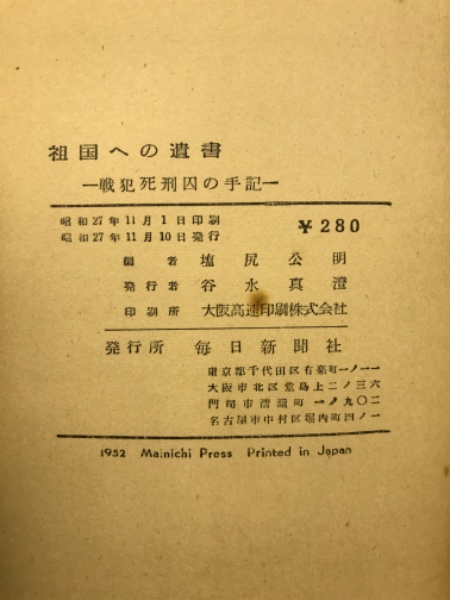 祖国への遺書
―戦犯死刑囚の手記―
昭和27年11月1日印刷
昭和27年11月10日発行
¥280
編者 塩尻公明
発行者 谷水真澄
印刷所 大阪高速印刷株式会社
発行所 毎日新聞社
東京都千代田区有楽町一ノ一一
大阪市北区堂島上二ノ三六
門司市清滝町一ノ九〇二
名古屋市中村区堀内町四ノ一
1952 Mainichi Press Printed in Japan